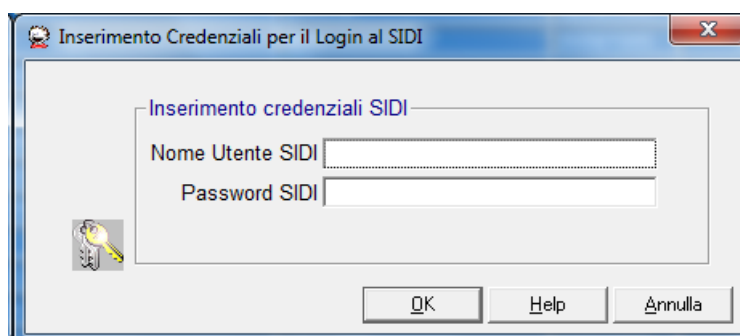 Inserimento Credenziali per il Login al SIDI
Inserimento credenziali SIDI
Nome Utente SIDI
Password SIDI
OK Help Annulla